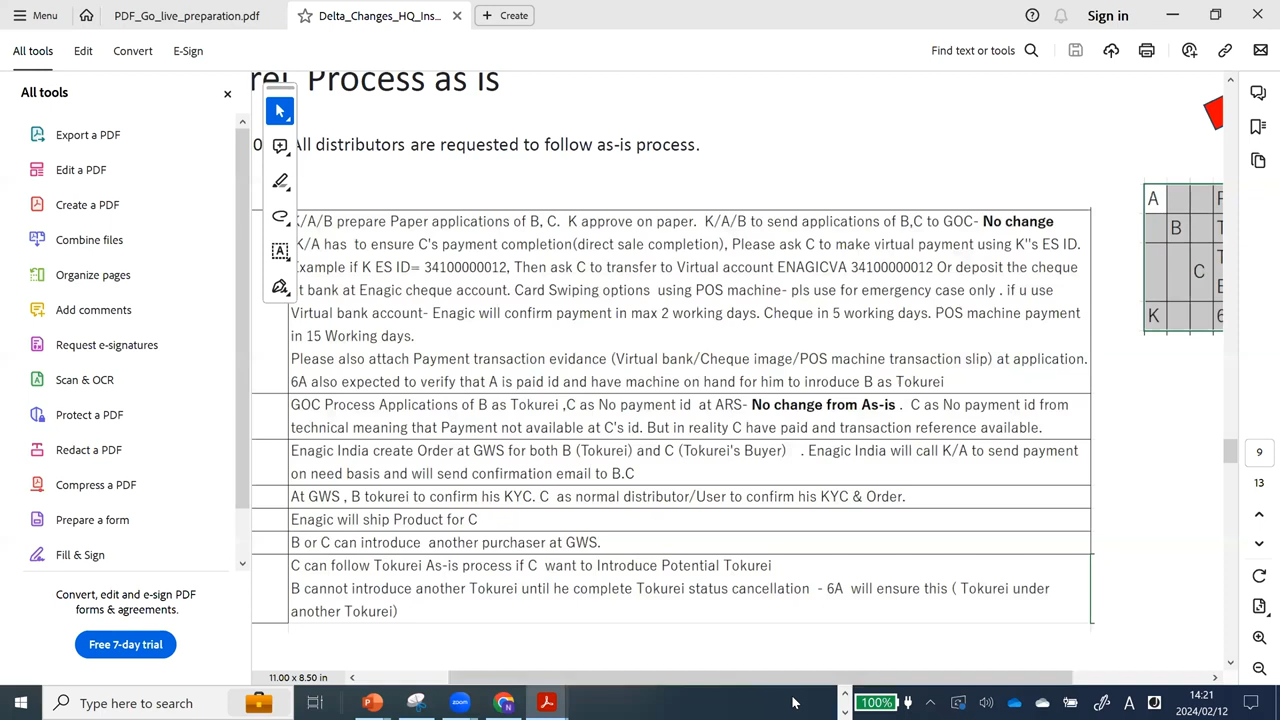 Menu
PDF_Go_live_preparation.pdf
Delta_Changes_HQ_Ins...
Create
Sign in
All tools
Edit
Convert
E-Sign
Find text or tools
All tools
Export a PDF
Edit a PDF
Create a PDF
Combine files
Organize pages
Add comments
Request e-signatures
Scan & OCR
Protect a PDF
Redact a PDF
Compress a PDF
Prepare a form
Fill & Sign
Convert, edit and e-sign PDF
forms & agreements.
Free 7-day trial
rei Process as is
0 All distributors are requested to follow as-is process.
K/A/B prepare Paper applications of B, C. K approve on paper. K/A/B to send applications of B,C to GOC- No change
K/A has to ensure C's payment completion(direct sale completion), Please ask C to make virtual payment using K"s ES ID.
Example if K ES ID= 34100000012, Then ask C to transfer to Virtual account ENAGICVA 34100000012 Or deposit the cheque
t bank at Enagic cheque account. Card Swiping options using POS machine- pls use for emergency case only . if u use
Virtual bank account- Enagic will confirm payment in max 2 working days. Cheque in 5 working days. POS machine payment
in 15 Working days.
Please also attach Payment transaction evidance (Virtual bank/Cheque image/POS machine transaction slip) at application.
6A also expected to verify that A is paid id and have machine on hand for him to inroduce B as Tokurei
GOC Process Applications of B as Tokurei ,C as No payment id at ARS- No change from As-is . C as No payment id from
technical meaning that Payment not available at C's id. But in reality C have paid and transaction reference available.
Enagic India create Order at GWS for both B (Tokurei) and C (Tokurei's Buyer) . Enagic India will call K/A to send payment
on need basis and will send confirmation email to B.C
At GWS , B tokurei to confirm his KYC. C as normal distributor/User to confirm his KYC & Order.
Enagic will ship Product for C
B or C can introduce another purchaser at GWS.
C can follow Tokurei As-is process if C want to Introduce Potential Tokurei
B cannot introduce another Tokurei until he complete Tokurei status cancellation - 6A will ensure this ( Tokurei under
another Tokurei)
A
B
C
K 6
9
13
11.00 x 8.50 in
Type here to search
zoom
100%
A
14:21
2024/02/12